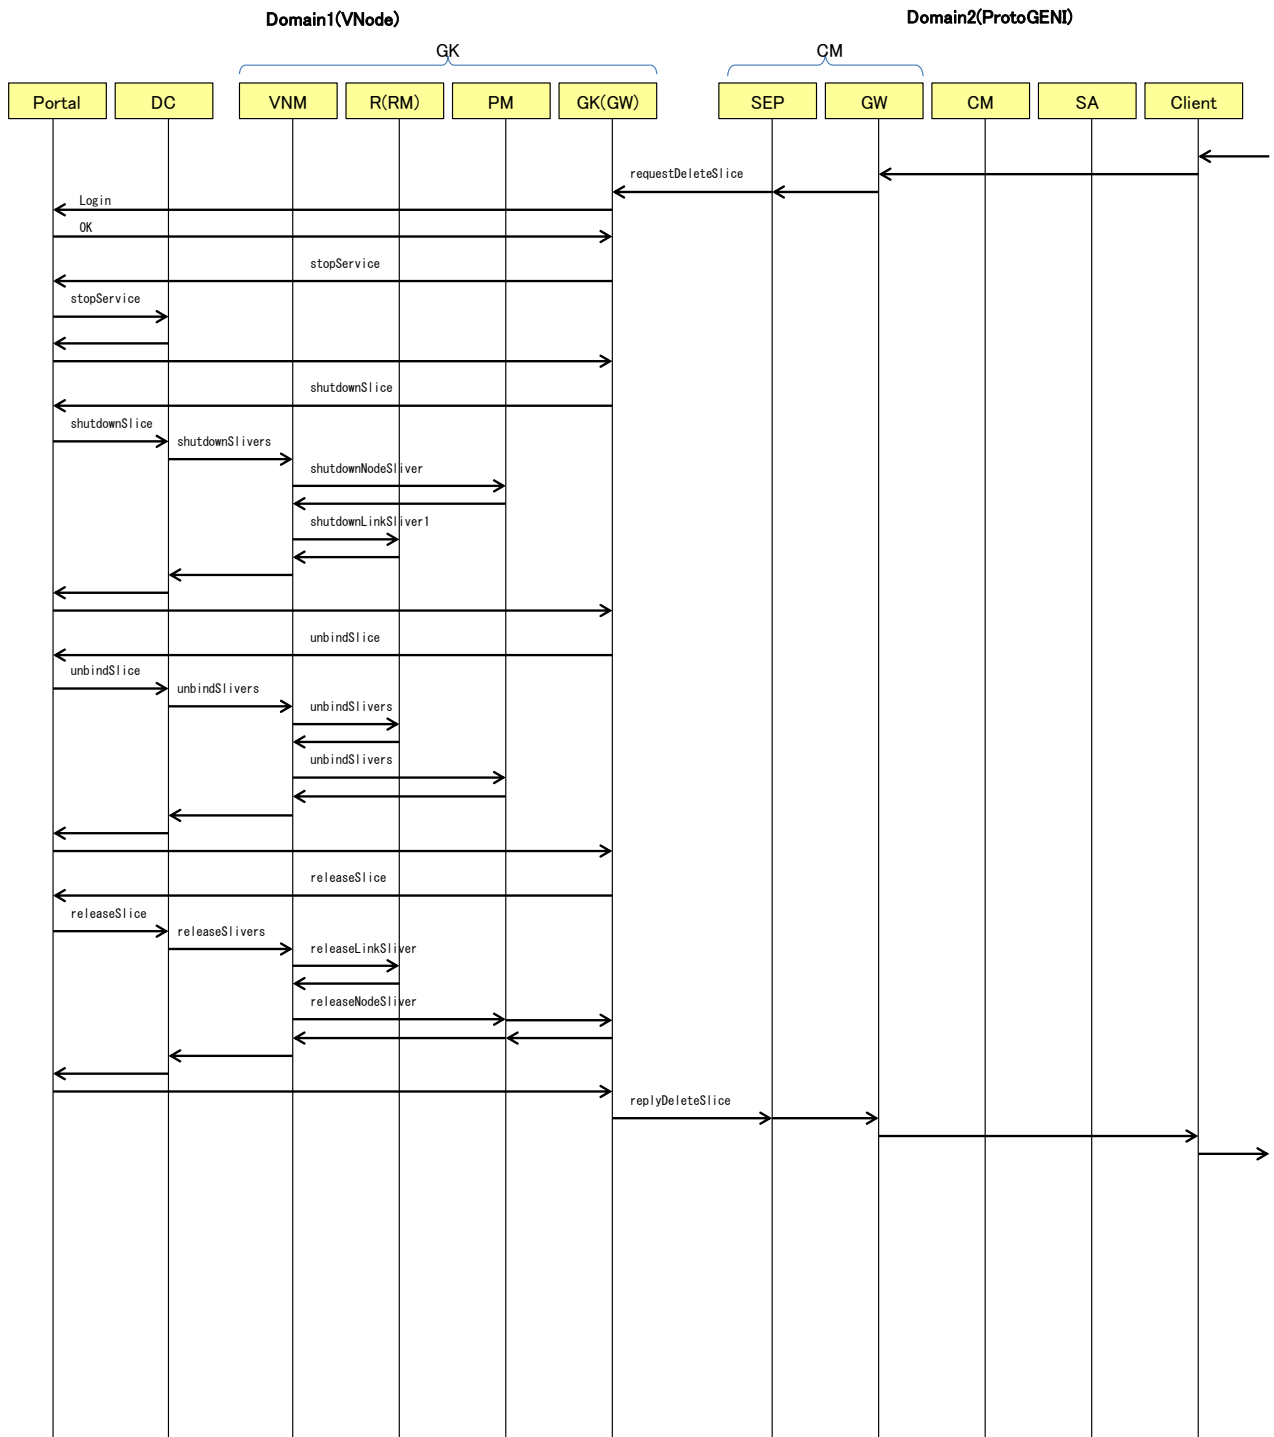 Domain1(VNode)
Domain2(ProtoGENI)
GK
CM
Portal
DC
VNM
R(RM)
PM
GK(GW)
SEP
GW
CM
SA
Client
requestDeleteSlice
Login
OK
stopService
stopService
shutdownSlice
shutdownSlice
shutdownSlivers
shutdownNodeSliver
shutdownLinkSliver1
unbindSlice
unbindSlice
unbindSlivers
unbindSlivers
unbindSlivers
releaseSlice
releaseSlice
releaseSlivers
releaseLinkSliver
releaseNodeSliver
replyDeleteSlice